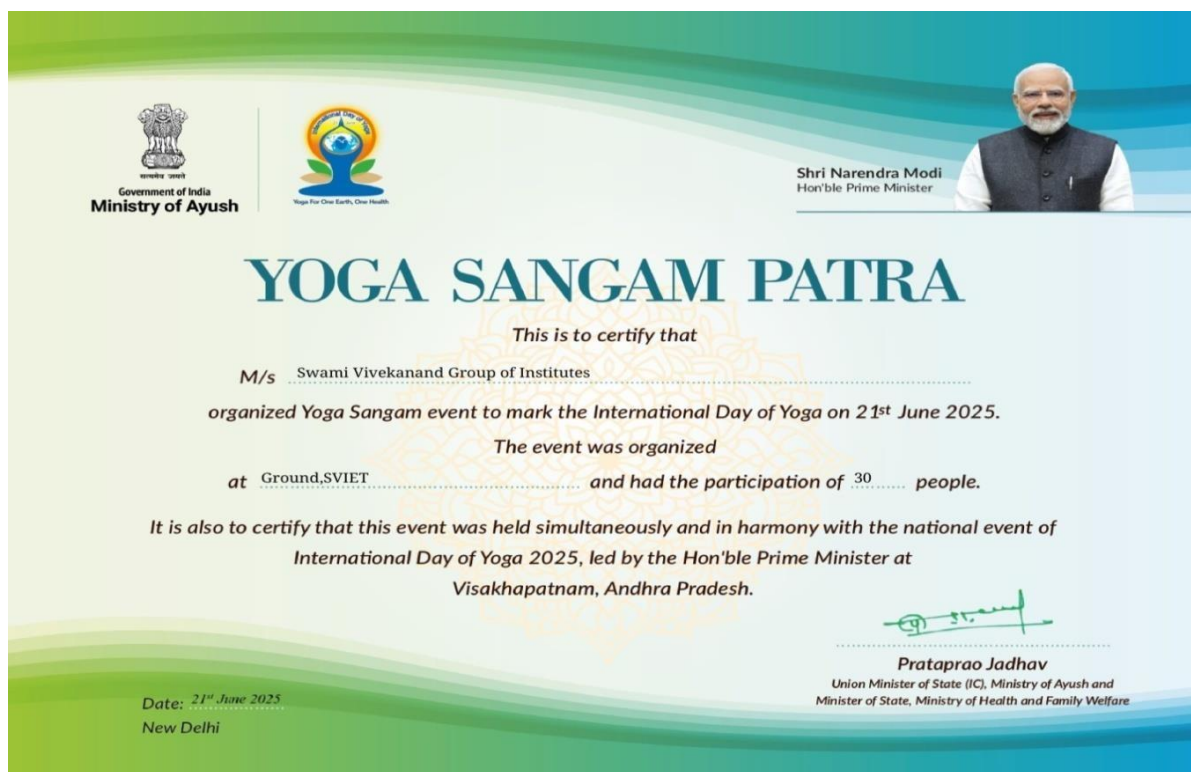 सत्यमेव जयते
Government of India
Ministry of Ayush
International Day of Yoga
Yoga For One Earth, One Health
Shri Narendra Modi
Hon'ble Prime Minister
YOGA SANGAM PATRA
This is to certify that
M/s Swami Vivekanand Group of Institutes
organized Yoga Sangam event to mark the International Day of Yoga on 21st June 2025.
The event was organized
at Ground,SVIET and had the participation of 30 people.
It is also to certify that this event was held simultaneously and in harmony with the national event of
International Day of Yoga 2025, led by the Hon'ble Prime Minister at
Visakhapatnam, Andhra Pradesh.
Prataprao Jadhav
Union Minister of State (IC), Ministry of Ayush and
Minister of State, Ministry of Health and Family Welfare
Date: 21st June 2025
New Delhi